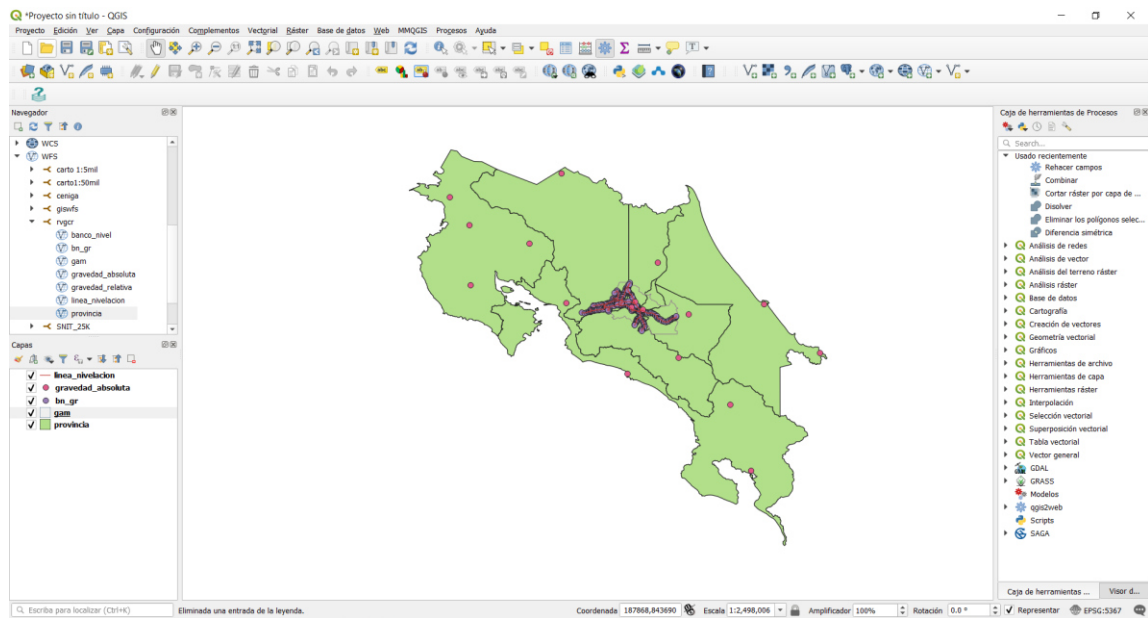 *Proyecto sin título - QGIS
Proyecto Edición Ver Capa Configuración Complementos Vectorial Ráster Base de datos Web MMQGIS Procesos Ayuda
Navegador
WCS
WFS
carto 1:5mil
carto1:50mil
ceniga
giswfs
rvgcr
banco_nivel
bn_gr
gam
gravedad_absoluta
gravedad_relativa
linea_nivelacion
provincia
SNIT_25K
Capas
linea_nivelacion
gravedad_absoluta
bn_gr
gam
provincia
Caja de herramientas de Procesos
Search...
Usado recientemente
Rehacer campos
Combinar
Cortar ráster por capa de ...
Disolver
Eliminar los polígonos selec...
Diferencia simétrica
Análisis de redes
Análisis de vector
Análisis del terreno ráster
Análisis ráster
Base de datos
Cartografía
Creación de vectores
Geometría vectorial
Gráficos
Herramientas de archivo
Herramientas de capa
Herramientas ráster
Interpolación
Selección vectorial
Superposición vectorial
Tabla vectorial
Vector general
GDAL
GRASS
Modelos
qgis2web
Scripts
SAGA
Caja de herramientas ... Visor d...
Escriba para localizar (Ctrl+K) Eliminada una entrada de la leyenda. Coordenada 187868,843690 Escala 1:2,498,006 Amplificador 100% Rotación 0.0 ° Representar EPSG:5367